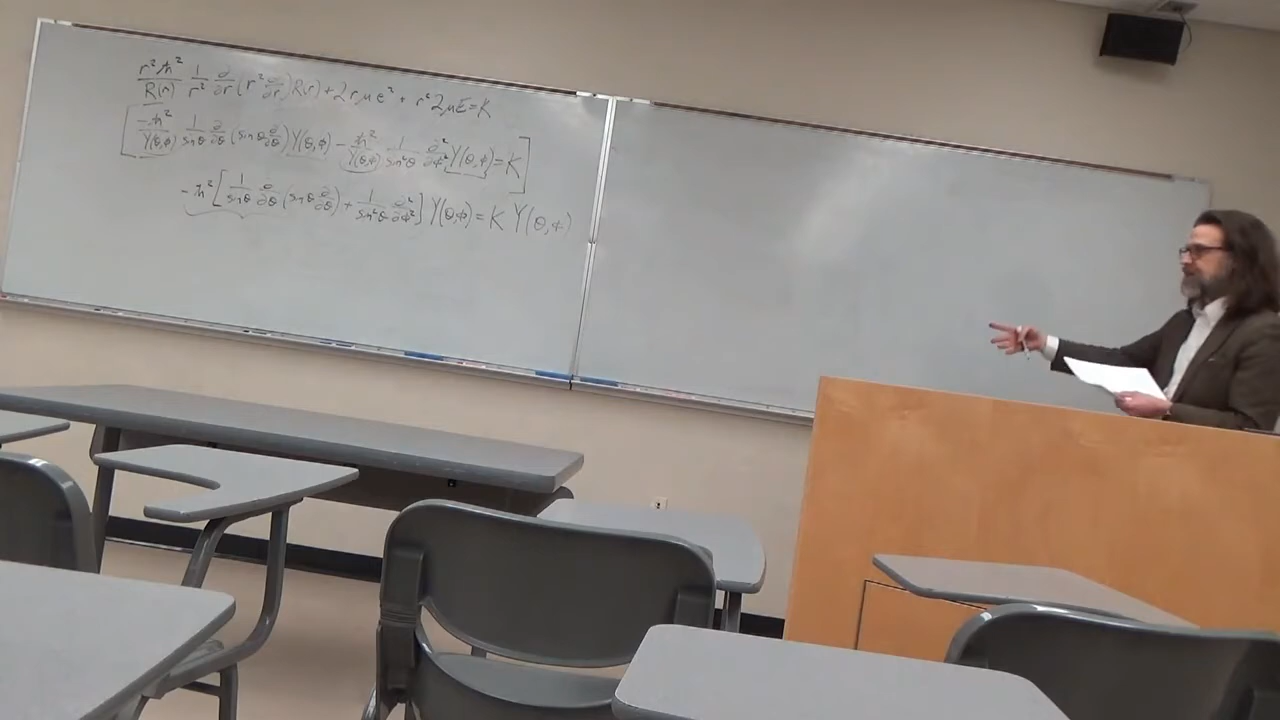 r²ħ²/R(r) 1/r² ∂/∂r (r² ∂/∂r) R(r) + 2rμe² + r²2μE = K
[-ħ²/Y(θ,ϕ) 1/sinθ ∂/∂θ (sinθ ∂/∂θ) Y(θ,ϕ) - ħ²/Y(θ,ϕ) 1/sin²θ ∂²/∂ϕ² Y(θ,ϕ) = K]
-ħ² [1/sinθ ∂/∂θ (sinθ ∂/∂θ) + 1/sin²θ ∂²/∂ϕ²] Y(θ,ϕ) = K Y(θ,ϕ)